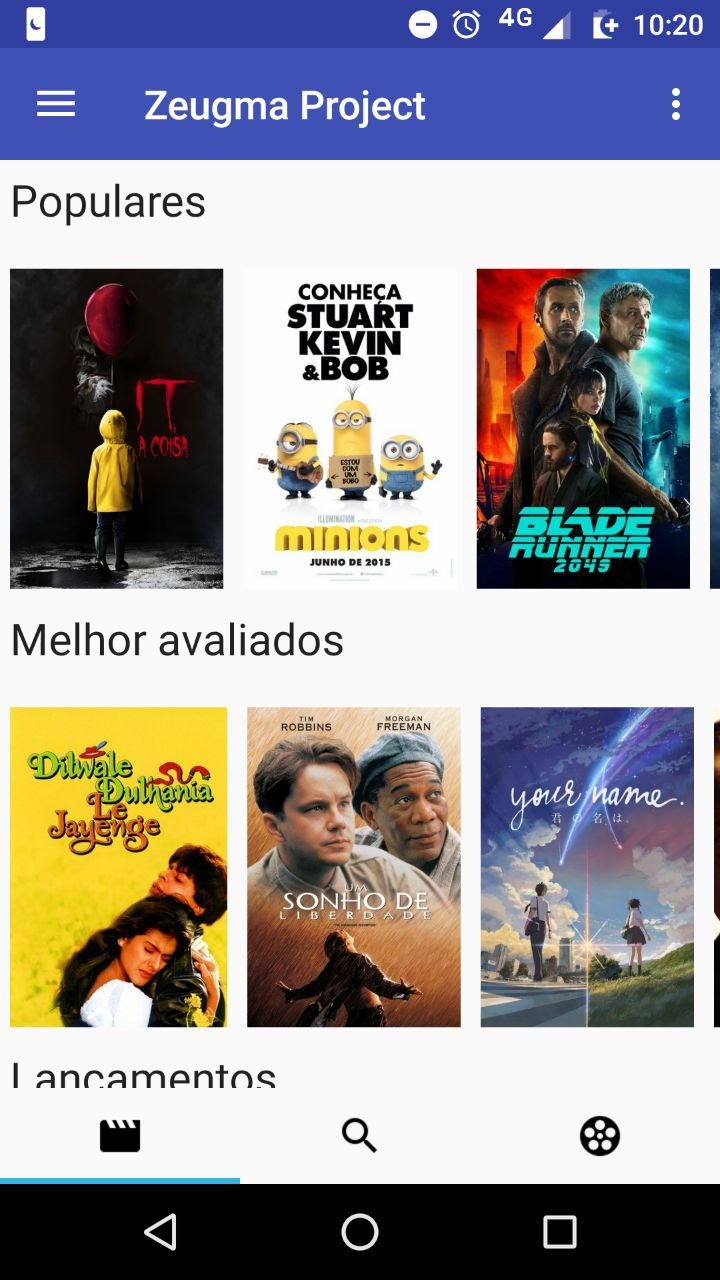 4G
10:20
Zeugma Project
Populares
IT
A COISA
CONHEÇA
STUART
KEVIN
&BOB
ESTOU
COM
UM
BOBO
ILLUMINATION
minions
JUNHO DE 2015
BLADE
RUNNER
2049
Melhor avaliados
Dilwale
Dulhania
Le
Jayenge
TIM
ROBBINS
MORGAN
FREEMAN
UM
SONHO DE
LIBERDADE
your name.
君の名は。
Lançamentos